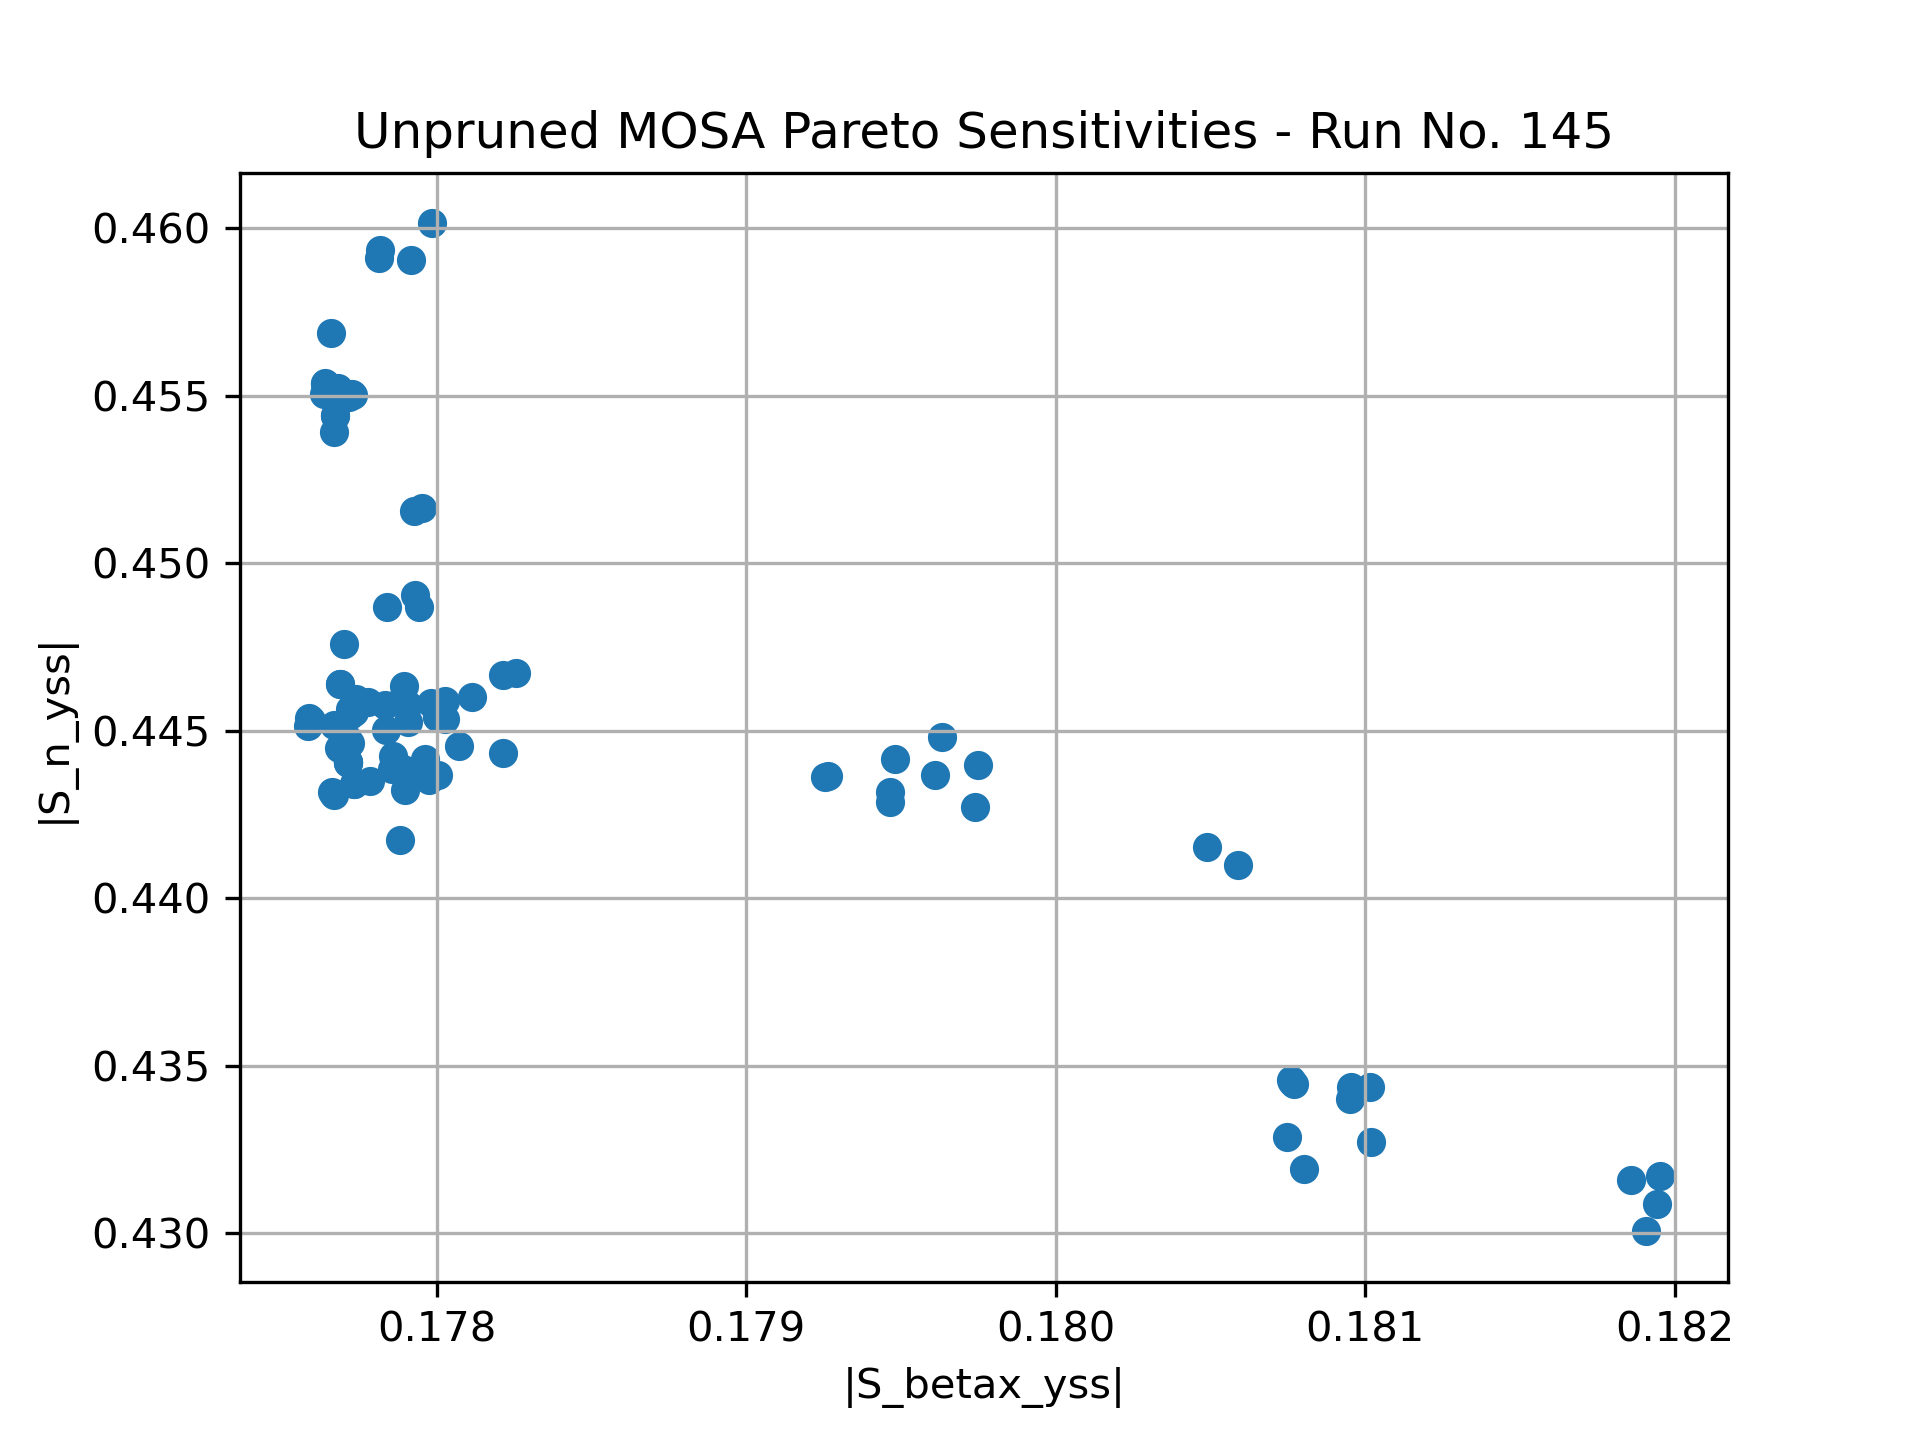 Unpruned MOSA Pareto Sensitivities - Run No. 145
0.460
0.455
0.450
0.445
0.440
0.435
0.430
|S_n_yss|
0.178 0.179 0.180 0.181 0.182
|S_betax_yss|